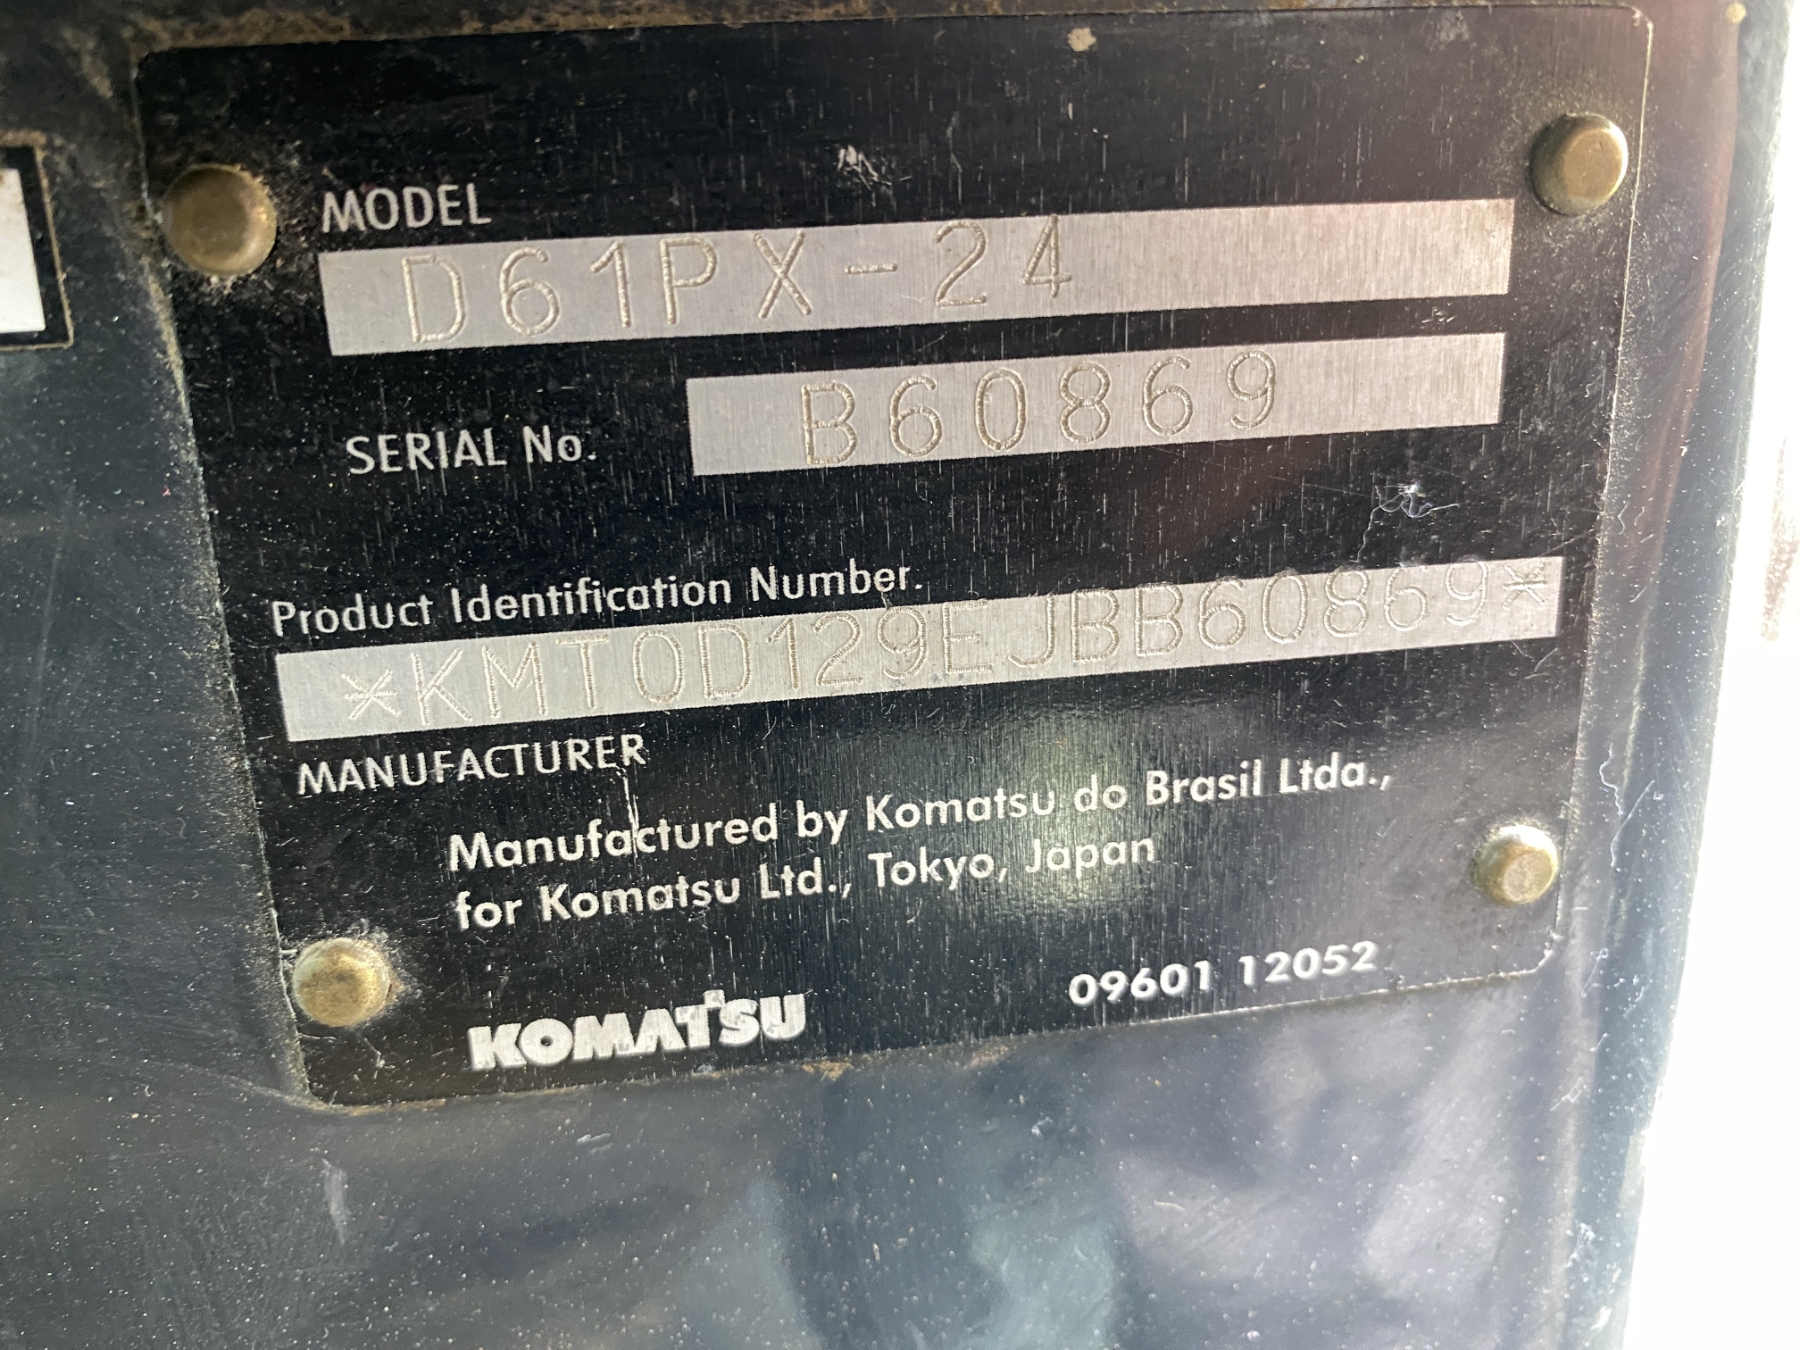 MODEL
D61PX-24
SERIAL No. B60869
Product Identification Number.
*KMT0D129EJBB60869*
MANUFACTURER
Manufactured by Komatsu do Brasil Ltda.,
for Komatsu Ltd., Tokyo, Japan
KOMATSU
09601 12052